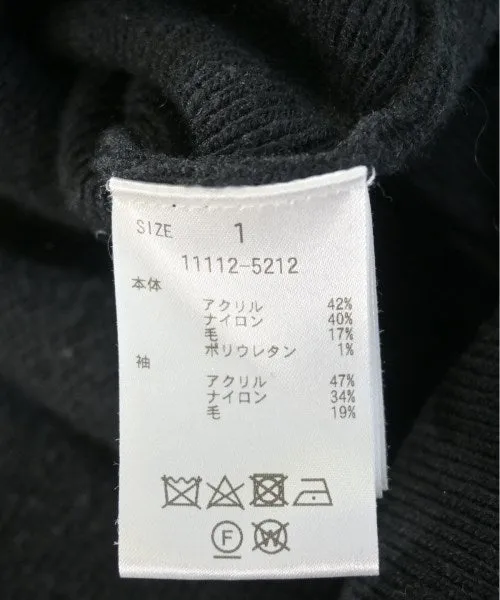 SIZE 1
11112-5212
本体
アクリル 42%
ナイロン 40%
毛 17%
ポリウレタン 1%
袖
アクリル 47%
ナイロン 34%
毛 19%
F W